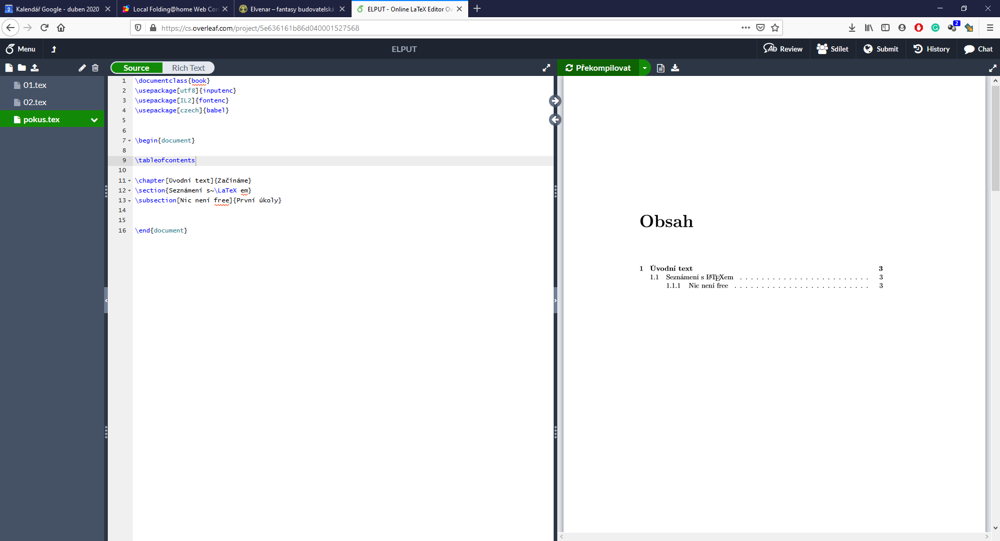 Kalendář Google - duben 2020
Local Folding@home Web Con
Elvenar – fantasy budovatelská
ELPUT - Online LaTeX Editor Ov
https://cs.overleaf.com/project/5e636161b86d040001527568
2
Menu
ELPUT
Review
Sdílet
Submit
History
Chat
Source
Rich Text
Překompilovat
01.tex
02.tex
pokus.tex
1 \documentclass{book}
2 \usepackage[utf8]{inputenc}
3 \usepackage[IL2]{fontenc}
4 \usepackage[czech]{babel}
5
6
7 \begin{document}
8
9 \tableofcontents
10
11 \chapter[Úvodní text]{Začínáme}
12 \section{Seznámení s~\LaTeX em}
13 \subsection[Nic není free]{První úkoly}
14
15
16 \end{document}
Obsah
1 Úvodní text 3
1.1 Seznámení s LATEXem . . . . . . . . . . . . . . . . . . . . . . . . 3
1.1.1 Nic není free . . . . . . . . . . . . . . . . . . . . . . . . . 3